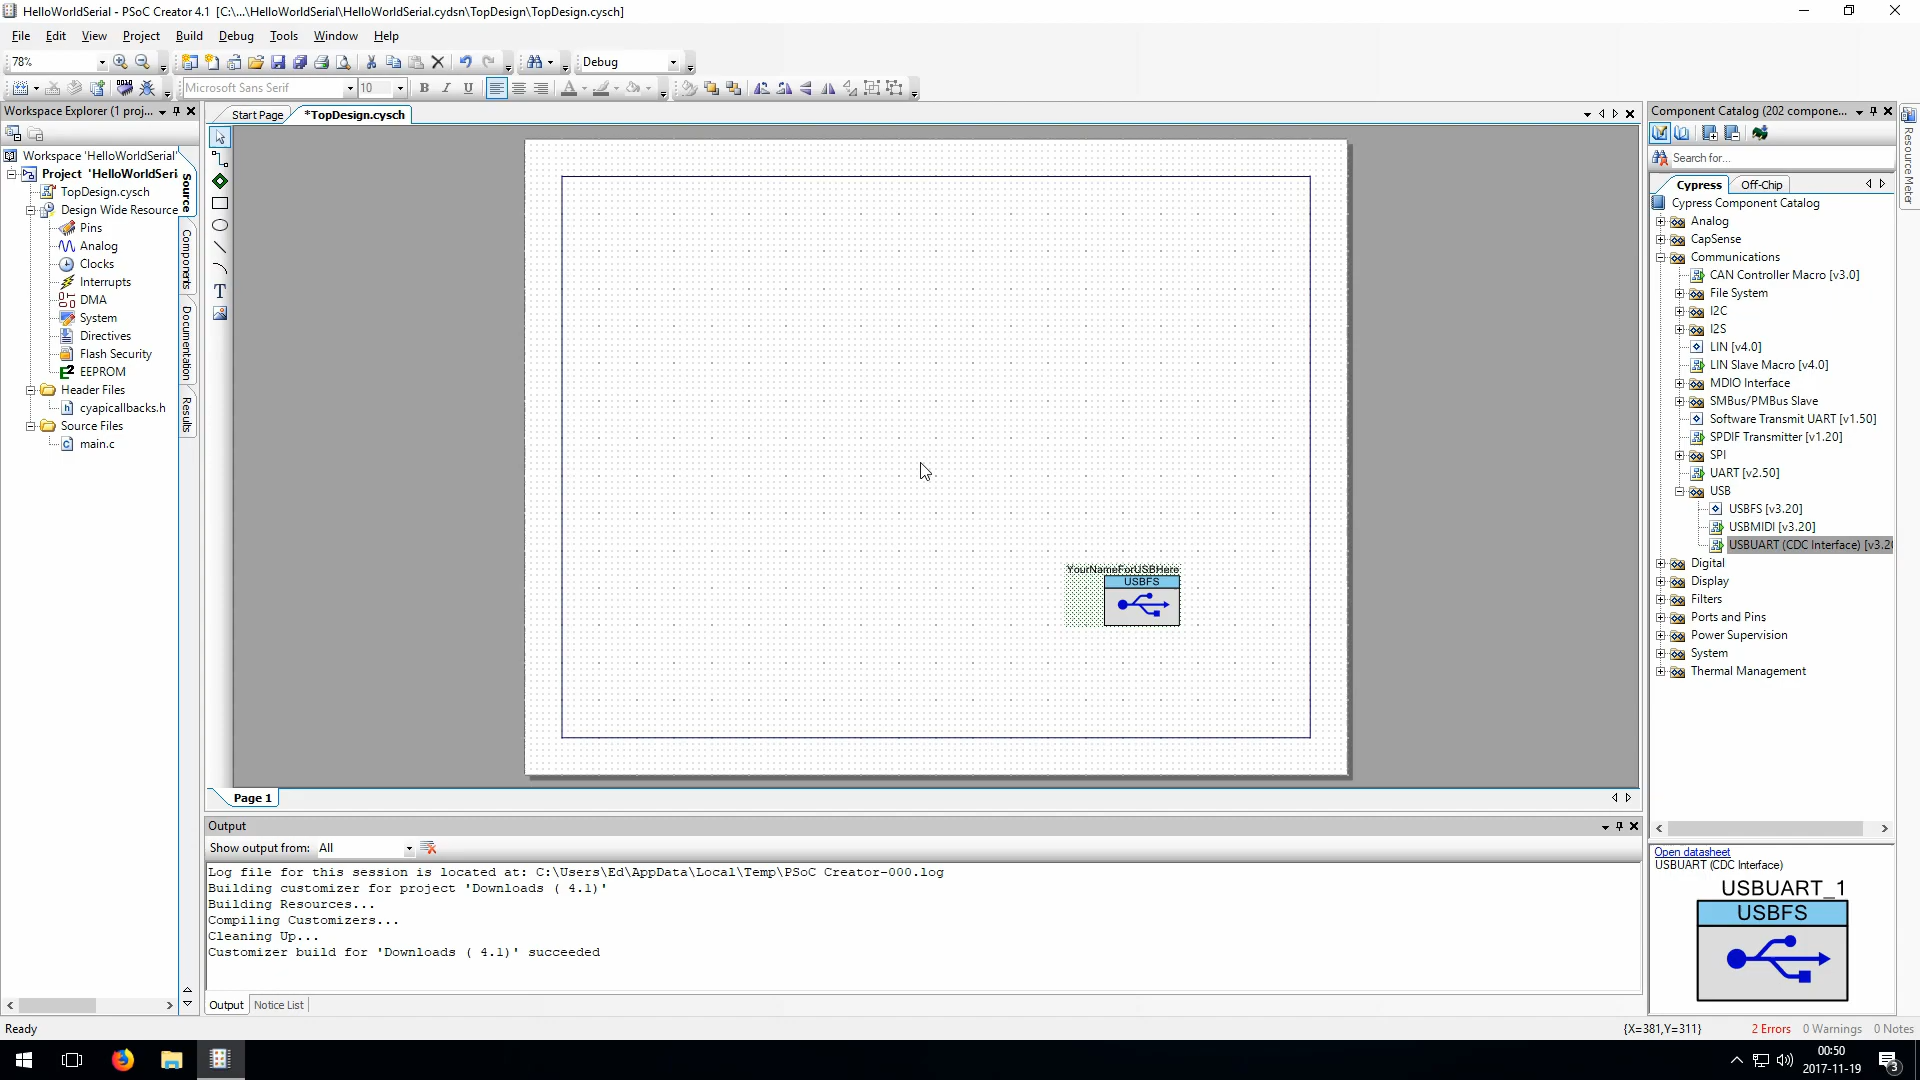 HelloWorldSerial - PSoC Creator 4.1 [C:\...\HelloWorldSerial\HelloWorldSerial.cydsn\TopDesign\TopDesign.cysch]
File Edit View Project Build Debug Tools Window Help
78% Debug
Microsoft Sans Serif 10 B I U A
Workspace Explorer (1 proj...
Workspace 'HelloWorldSerial'
Project 'HelloWorldSeri
TopDesign.cysch
Design Wide Resource
Pins
Analog
Clocks
Interrupts
DMA
System
Directives
Flash Security
EEPROM
Header Files
cyapicallbacks.h
Source Files
main.c
Source
Components
Documentation
Results
Start Page *TopDesign.cysch
T
YourNameForUSBHere
USBFS
Page 1
Output
Show output from: All
Log file for this session is located at: C:\Users\Ed\AppData\Local\Temp\PSoC Creator-000.log
Building customizer for project 'Downloads ( 4.1)'
Building Resources...
Compiling Customizers...
Cleaning Up...
Customizer build for 'Downloads ( 4.1)' succeeded
Output Notice List
Component Catalog (202 compone...
Search for...
Cypress Off-Chip
Cypress Component Catalog
Analog
CapSense
Communications
CAN Controller Macro [v3.0]
File System
I2C
I2S
LIN [v4.0]
LIN Slave Macro [v4.0]
MDIO Interface
SMBus/PMBus Slave
Software Transmit UART [v1.50]
SPDIF Transmitter [v1.20]
SPI
UART [v2.50]
USB
USBFS [v3.20]
USBMIDI [v3.20]
USBUART (CDC Interface) [v3.20
Digital
Display
Filters
Ports and Pins
Power Supervision
System
Thermal Management
Open datasheet
USBUART (CDC Interface)
USBUART_1
USBFS
Resource Meter
Ready {X=381,Y=311} 2 Errors 0 Warnings 0 Notes
00:50
2017-11-19
3